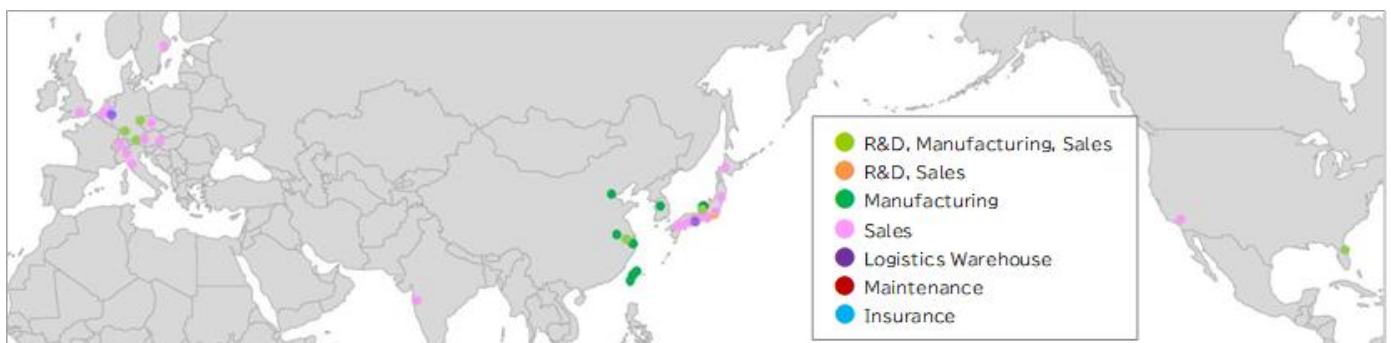 R&D, Manufacturing, Sales
R&D, Sales
Manufacturing
Sales
Logistics Warehouse
Maintenance
Insurance